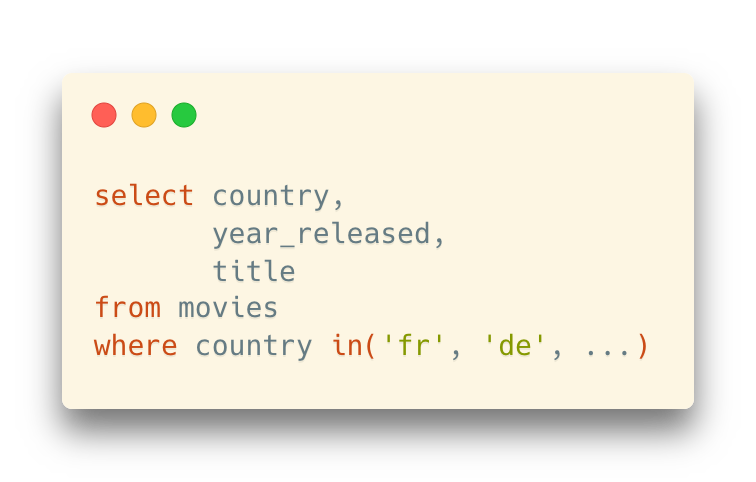 select country,
       year_released,
       title
from movies
where country in('fr', 'de', ...)